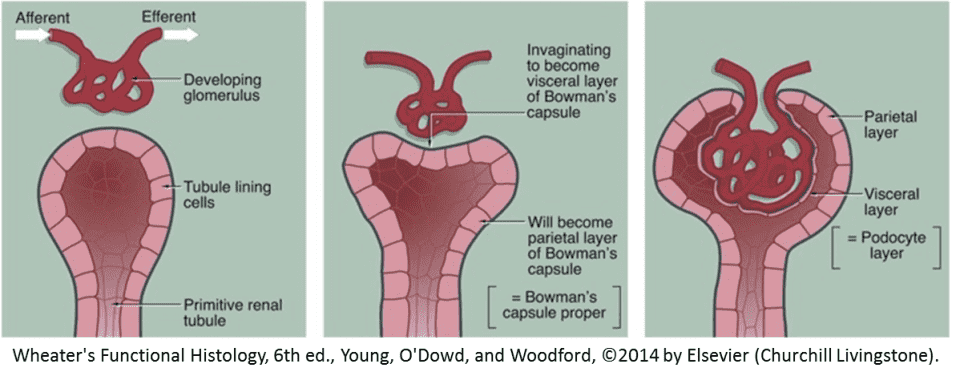 Afferent
Efferent
Developing
glomerulus
Tubule lining
cells
Primitive renal
tubule
Invaginating
to become
visceral layer
of Bowman's
capsule
Will become
parietal layer
of Bowman's
capsule
= Bowman's
capsule proper
Parietal
layer
Visceral
layer
= Podocyte
layer
Wheater's Functional Histology, 6th ed., Young, O'Dowd, and Woodford, ©2014 by Elsevier (Churchill Livingstone).